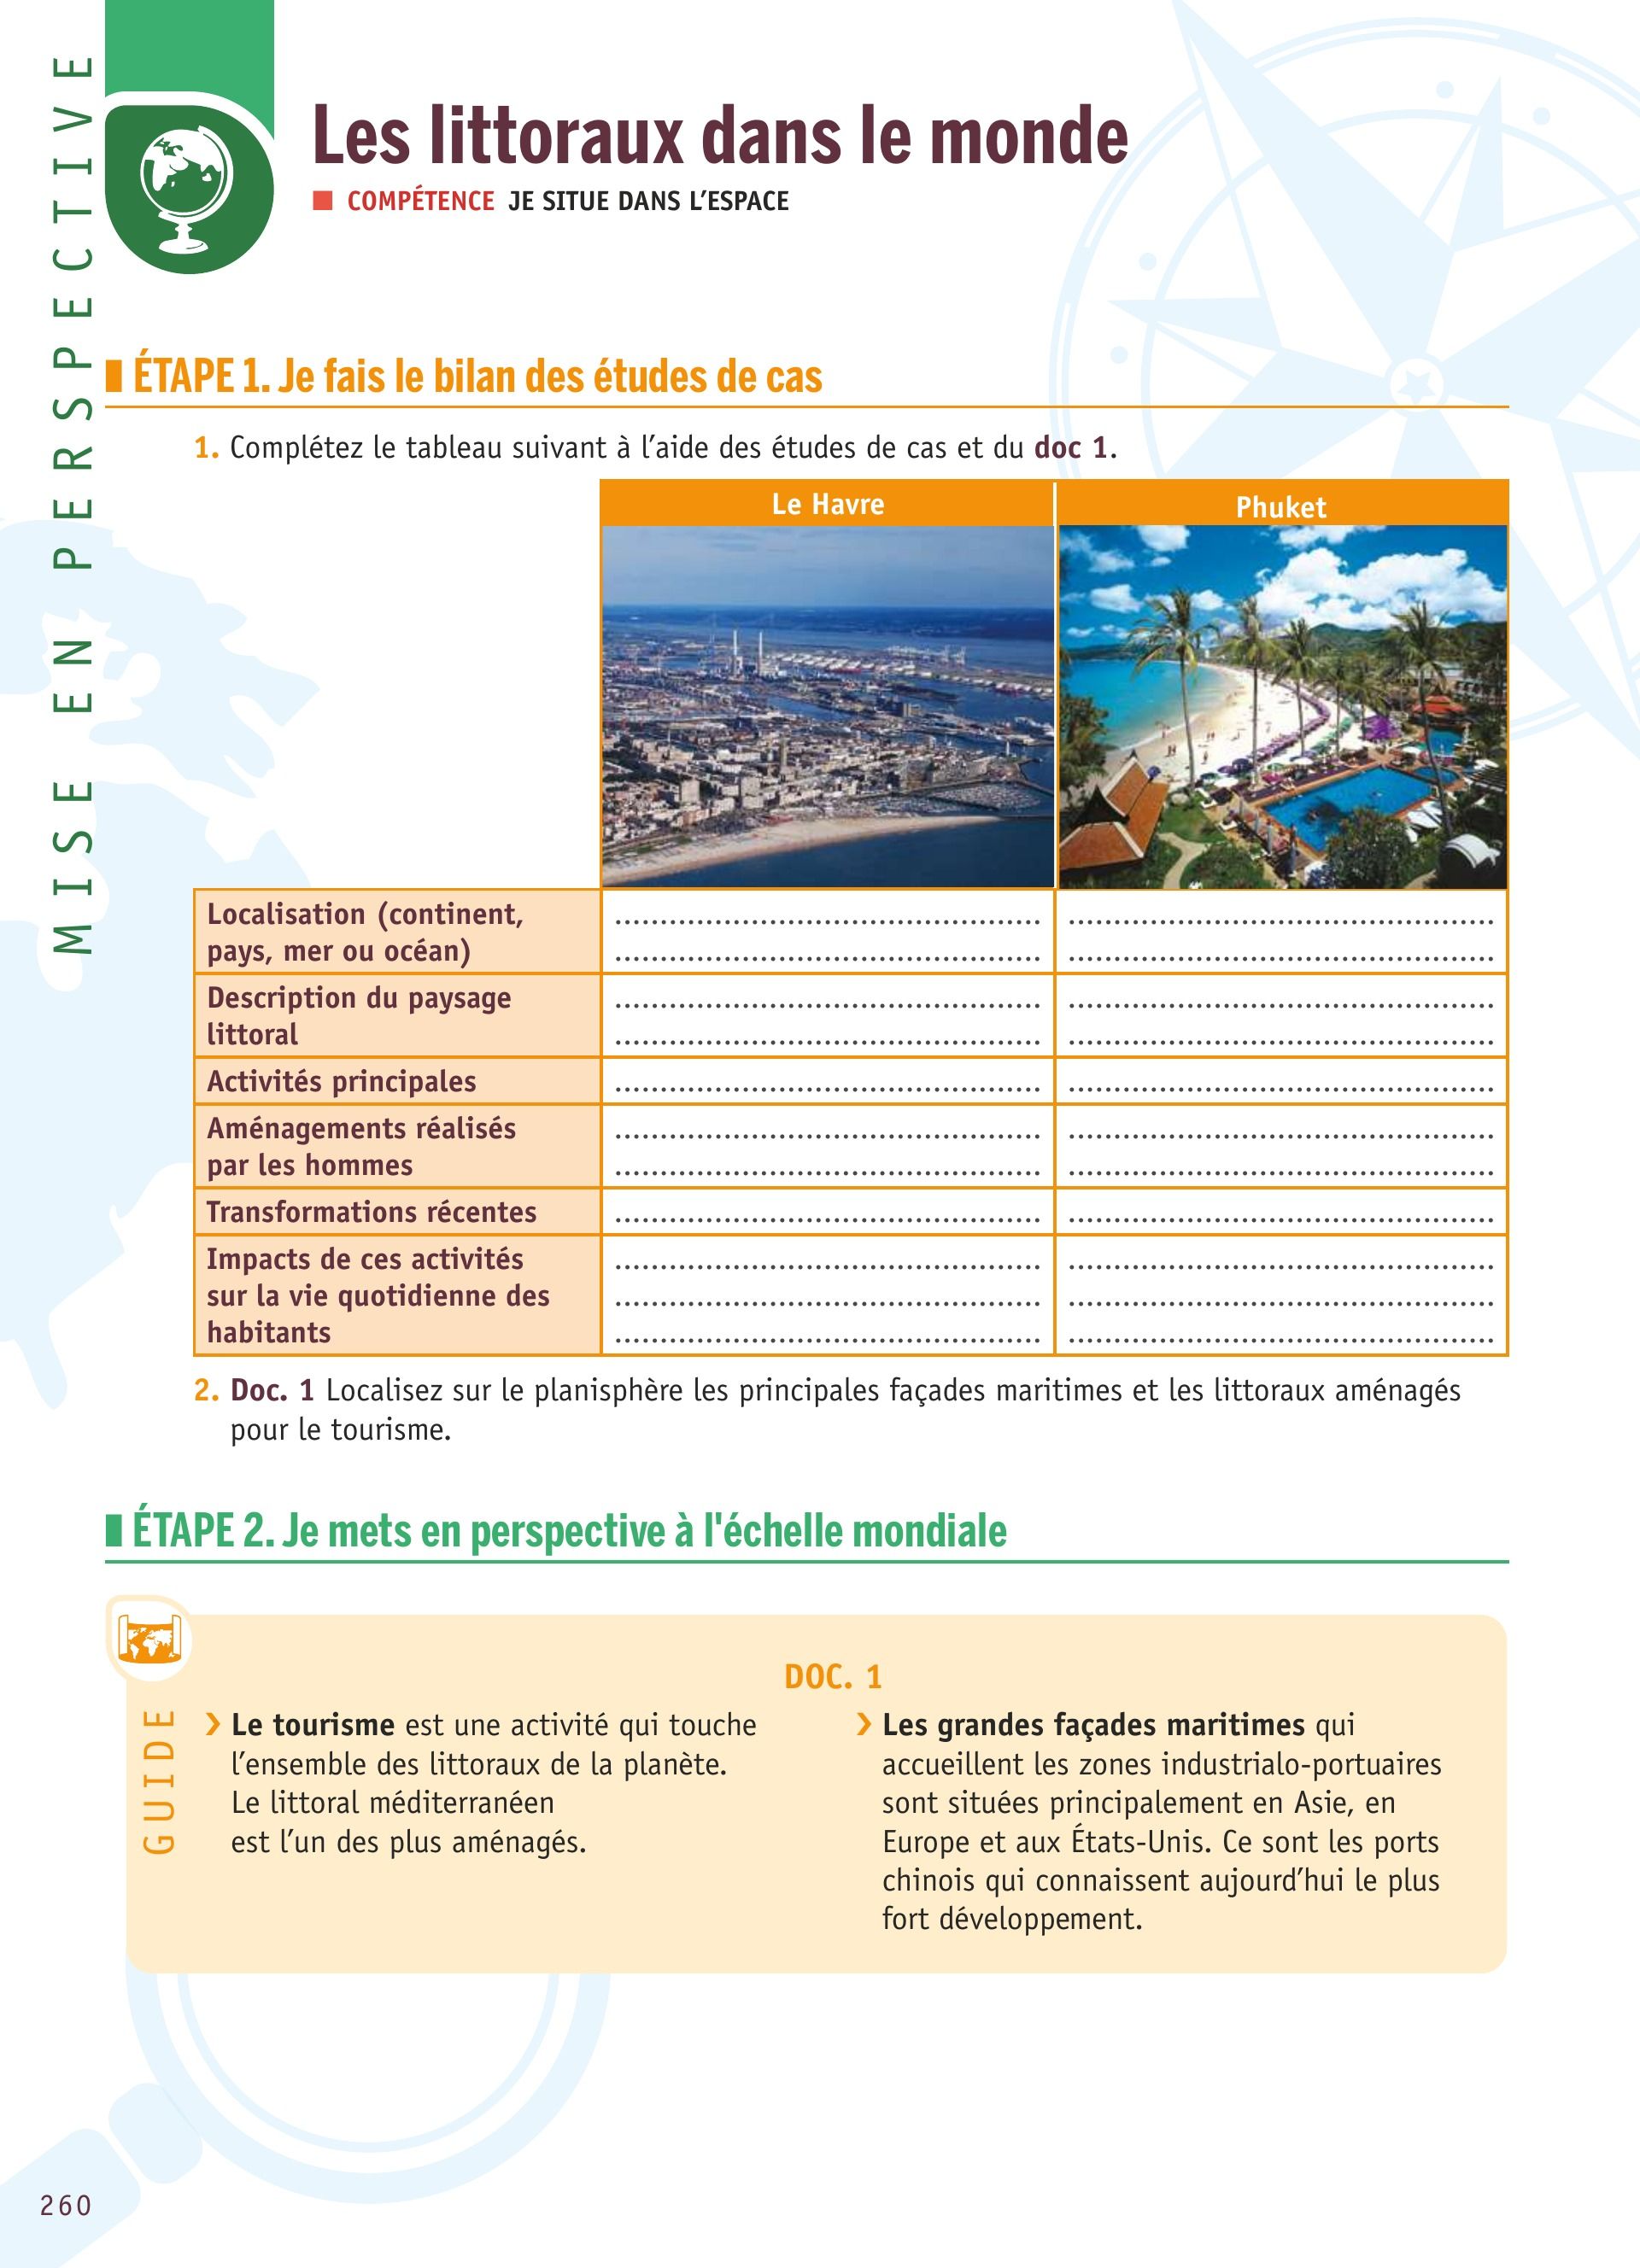 MISE EN PERSPECTIVE
Les littoraux dans le monde
COMPÉTENCE JE SITUE DANS L'ESPACE
ÉTAPE 1. Je fais le bilan des études de cas
1. Complétez le tableau suivant à l'aide des études de cas et du doc 1.
Le Havre
Phuket
Localisation (continent,
pays, mer ou océan)
Description du paysage
littoral
Activités principales
Aménagements réalisés
par les hommes
Transformations récentes
Impacts de ces activités
sur la vie quotidienne des
habitants
2. Doc. 1 Localisez sur le planisphère les principales façades maritimes et les littoraux aménagés
pour le tourisme.
ÉTAPE 2. Je mets en perspective à l'échelle mondiale
GUIDE
DOC. 1
› Le tourisme est une activité qui touche
l'ensemble des littoraux de la planète.
Le littoral méditerranéen
est l'un des plus aménagés.
› Les grandes façades maritimes qui
accueillent les zones industrialo-portuaires
sont situées principalement en Asie, en
Europe et aux États-Unis. Ce sont les ports
chinois qui connaissent aujourd'hui le plus
fort développement.
260